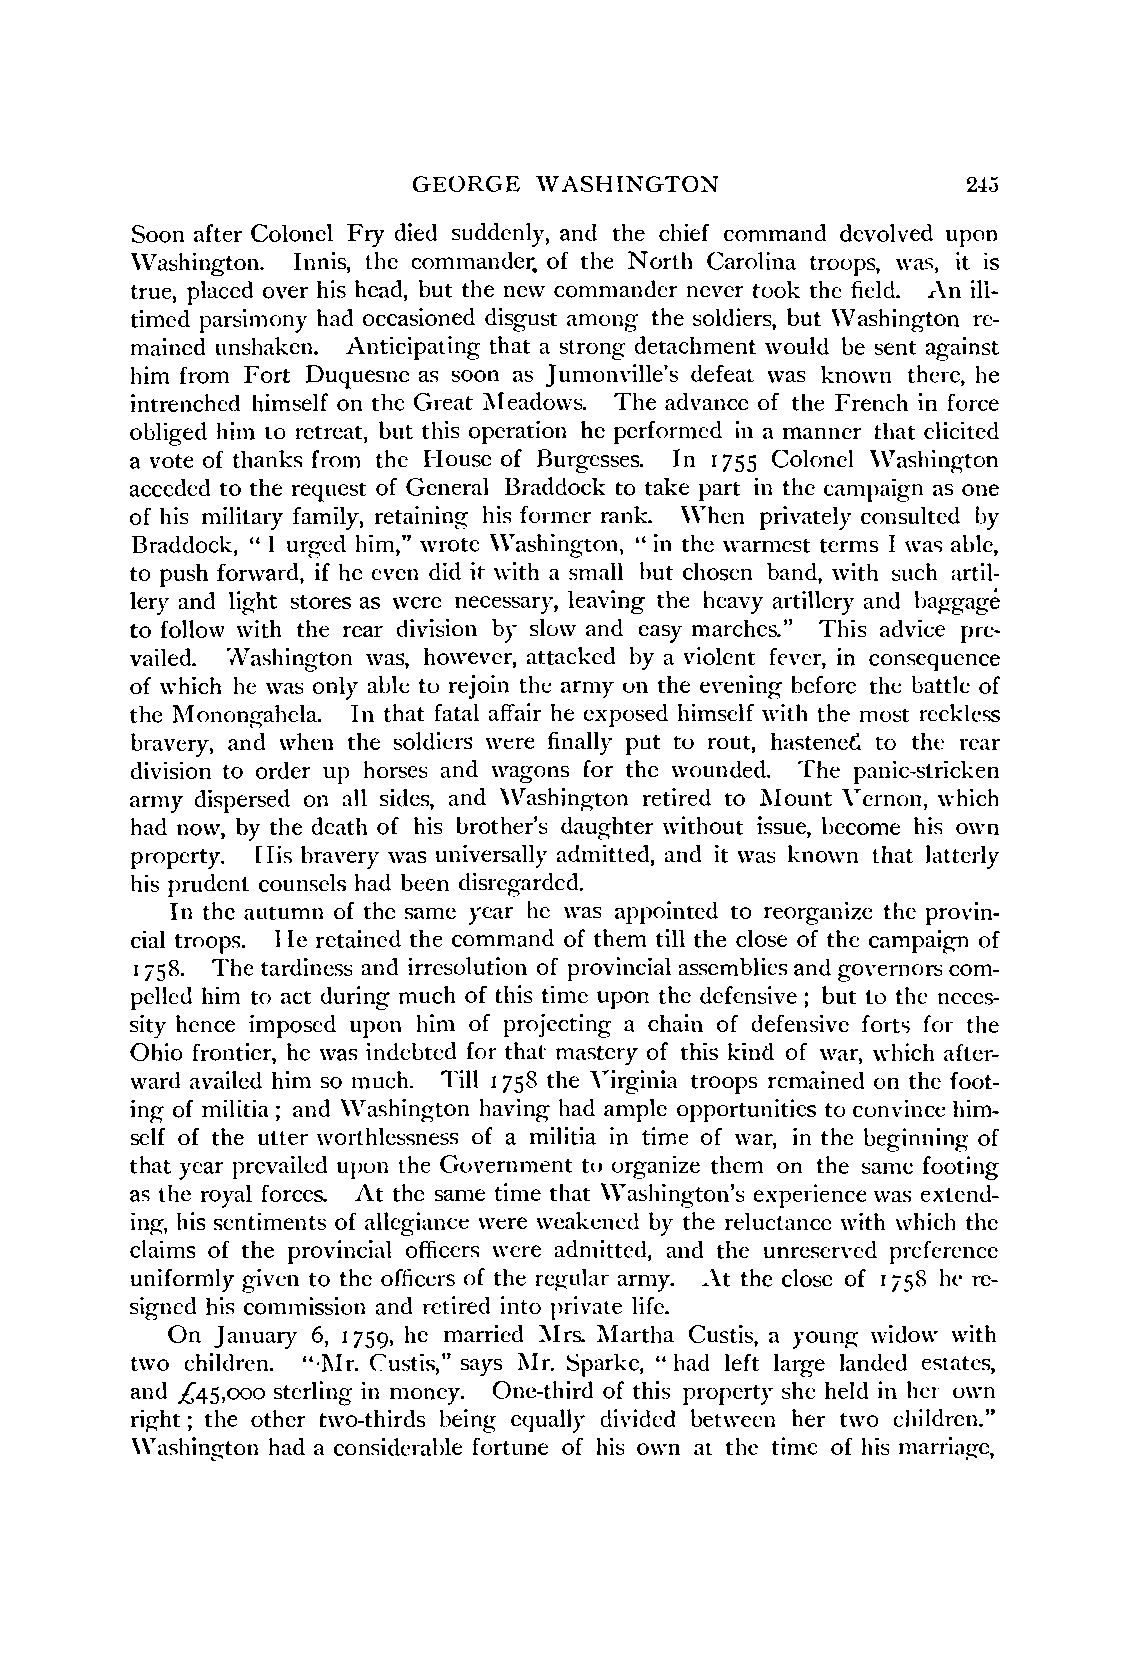 GEORGE WASHINGTON 245
Soon after Colonel Fry died suddenly, and the chief command devolved upon
Washington. Innis, the commander, of the North Carolina troops, was, it is
true, placed over his head, but the new commander never took the field. An ill-
timed parsimony had occasioned disgust among the soldiers, but Washington re-
mained unshaken. Anticipating that a strong detachment would be sent against
him from Fort Duquesne as soon as Jumonville's defeat was known there, he
intrenched himself on the Great Meadows. The advance of the French in force
obliged him to retreat, but this operation he performed in a manner that elicited
a vote of thanks from the House of Burgesses. In 1755 Colonel Washington
acceded to the request of General Braddock to take part in the campaign as one
of his military family, retaining his former rank. When privately consulted by
Braddock, “ I urged him,” wrote Washington, “ in the warmest terms I was able,
to push forward, if he even did it with a small but chosen band, with such artil-
lery and light stores as were necessary, leaving the heavy artillery and baggage
to follow with the rear division by slow and easy marches.” This advice pre-
vailed. Washington was, however, attacked by a violent fever, in consequence
of which he was only able to rejoin the army on the evening before the battle of
the Monongahela. In that fatal affair he exposed himself with the most reckless
bravery, and when the soldiers were finally put to rout, hastened to the rear
division to order up horses and wagons for the wounded. The panic-stricken
army dispersed on all sides, and Washington retired to Mount Vernon, which
had now, by the death of his brother's daughter without issue, become his own
property. His bravery was universally admitted, and it was known that latterly
his prudent counsels had been disregarded.
In the autumn of the same year he was appointed to reorganize the provin-
cial troops. He retained the command of them till the close of the campaign of
1758. The tardiness and irresolution of provincial assemblies and governors com-
pelled him to act during much of this time upon the defensive ; but to the neces-
sity hence imposed upon him of projecting a chain of defensive forts for the
Ohio frontier, he was indebted for that mastery of this kind of war, which after-
ward availed him so much. Till 1758 the Virginia troops remained on the foot-
ing of militia ; and Washington having had ample opportunities to convince him-
self of the utter worthlessness of a militia in time of war, in the beginning of
that year prevailed upon the Government to organize them on the same footing
as the royal forces. At the same time that Washington's experience was extend-
ing, his sentiments of allegiance were weakened by the reluctance with which the
claims of the provincial officers were admitted, and the unreserved preference
uniformly given to the officers of the regular army. At the close of 1758 he re-
signed his commission and retired into private life.
On January 6, 1759, he married Mrs. Martha Custis, a young widow with
two children. “ Mr. Custis,” says Mr. Sparke, “ had left large landed estates,
and £45,000 sterling in money. One-third of this property she held in her own
right ; the other two-thirds being equally divided between her two children.”
Washington had a considerable fortune of his own at the time of his marriage,